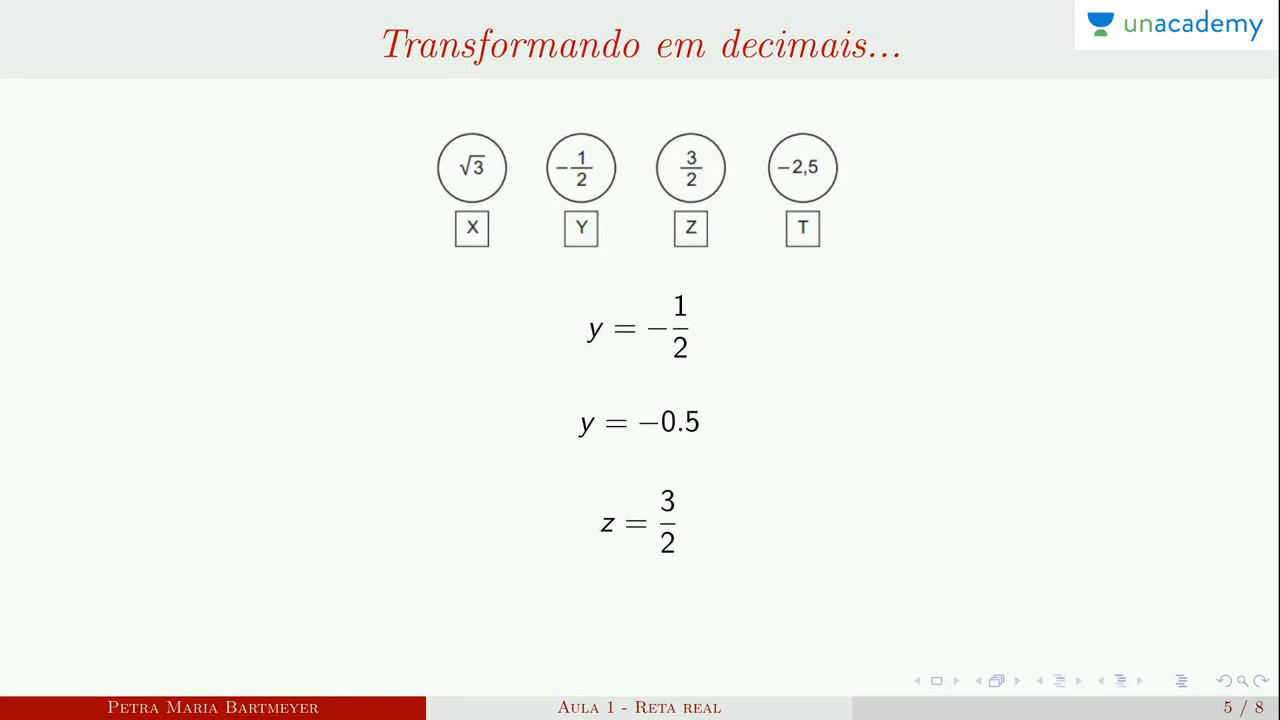 Transformando em decimais...
unacademy
√3 −1/2 3/2 −2,5
X Y Z T
y = −1/2
y = −0.5
z = 3/2
Petra Maria Bartmeyer Aula 1 - Reta real 5 / 8